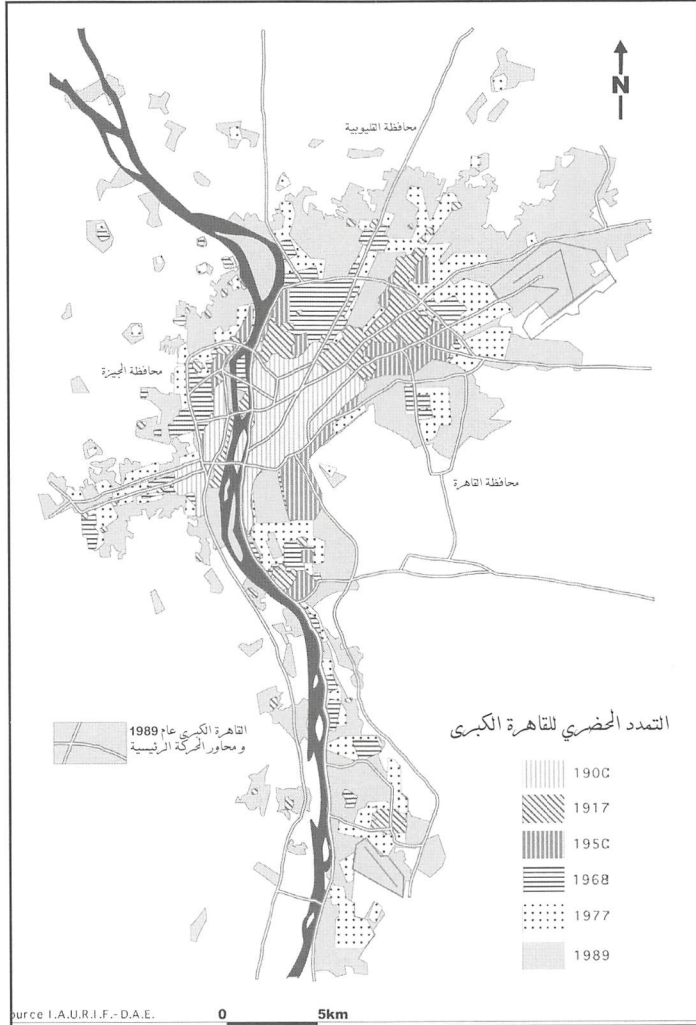 N
محافظة القليوبية
محافظة الجيزة
محافظة القاهرة
القاهرة الكبرى عام 1989
و محاور الحركة الرئيسية
التمدد الحضري للقاهرة الكبرى
1900
1917
1950
1968
1977
1989
ource I.A.U.R.I.F.-D.A.E.
0 5km